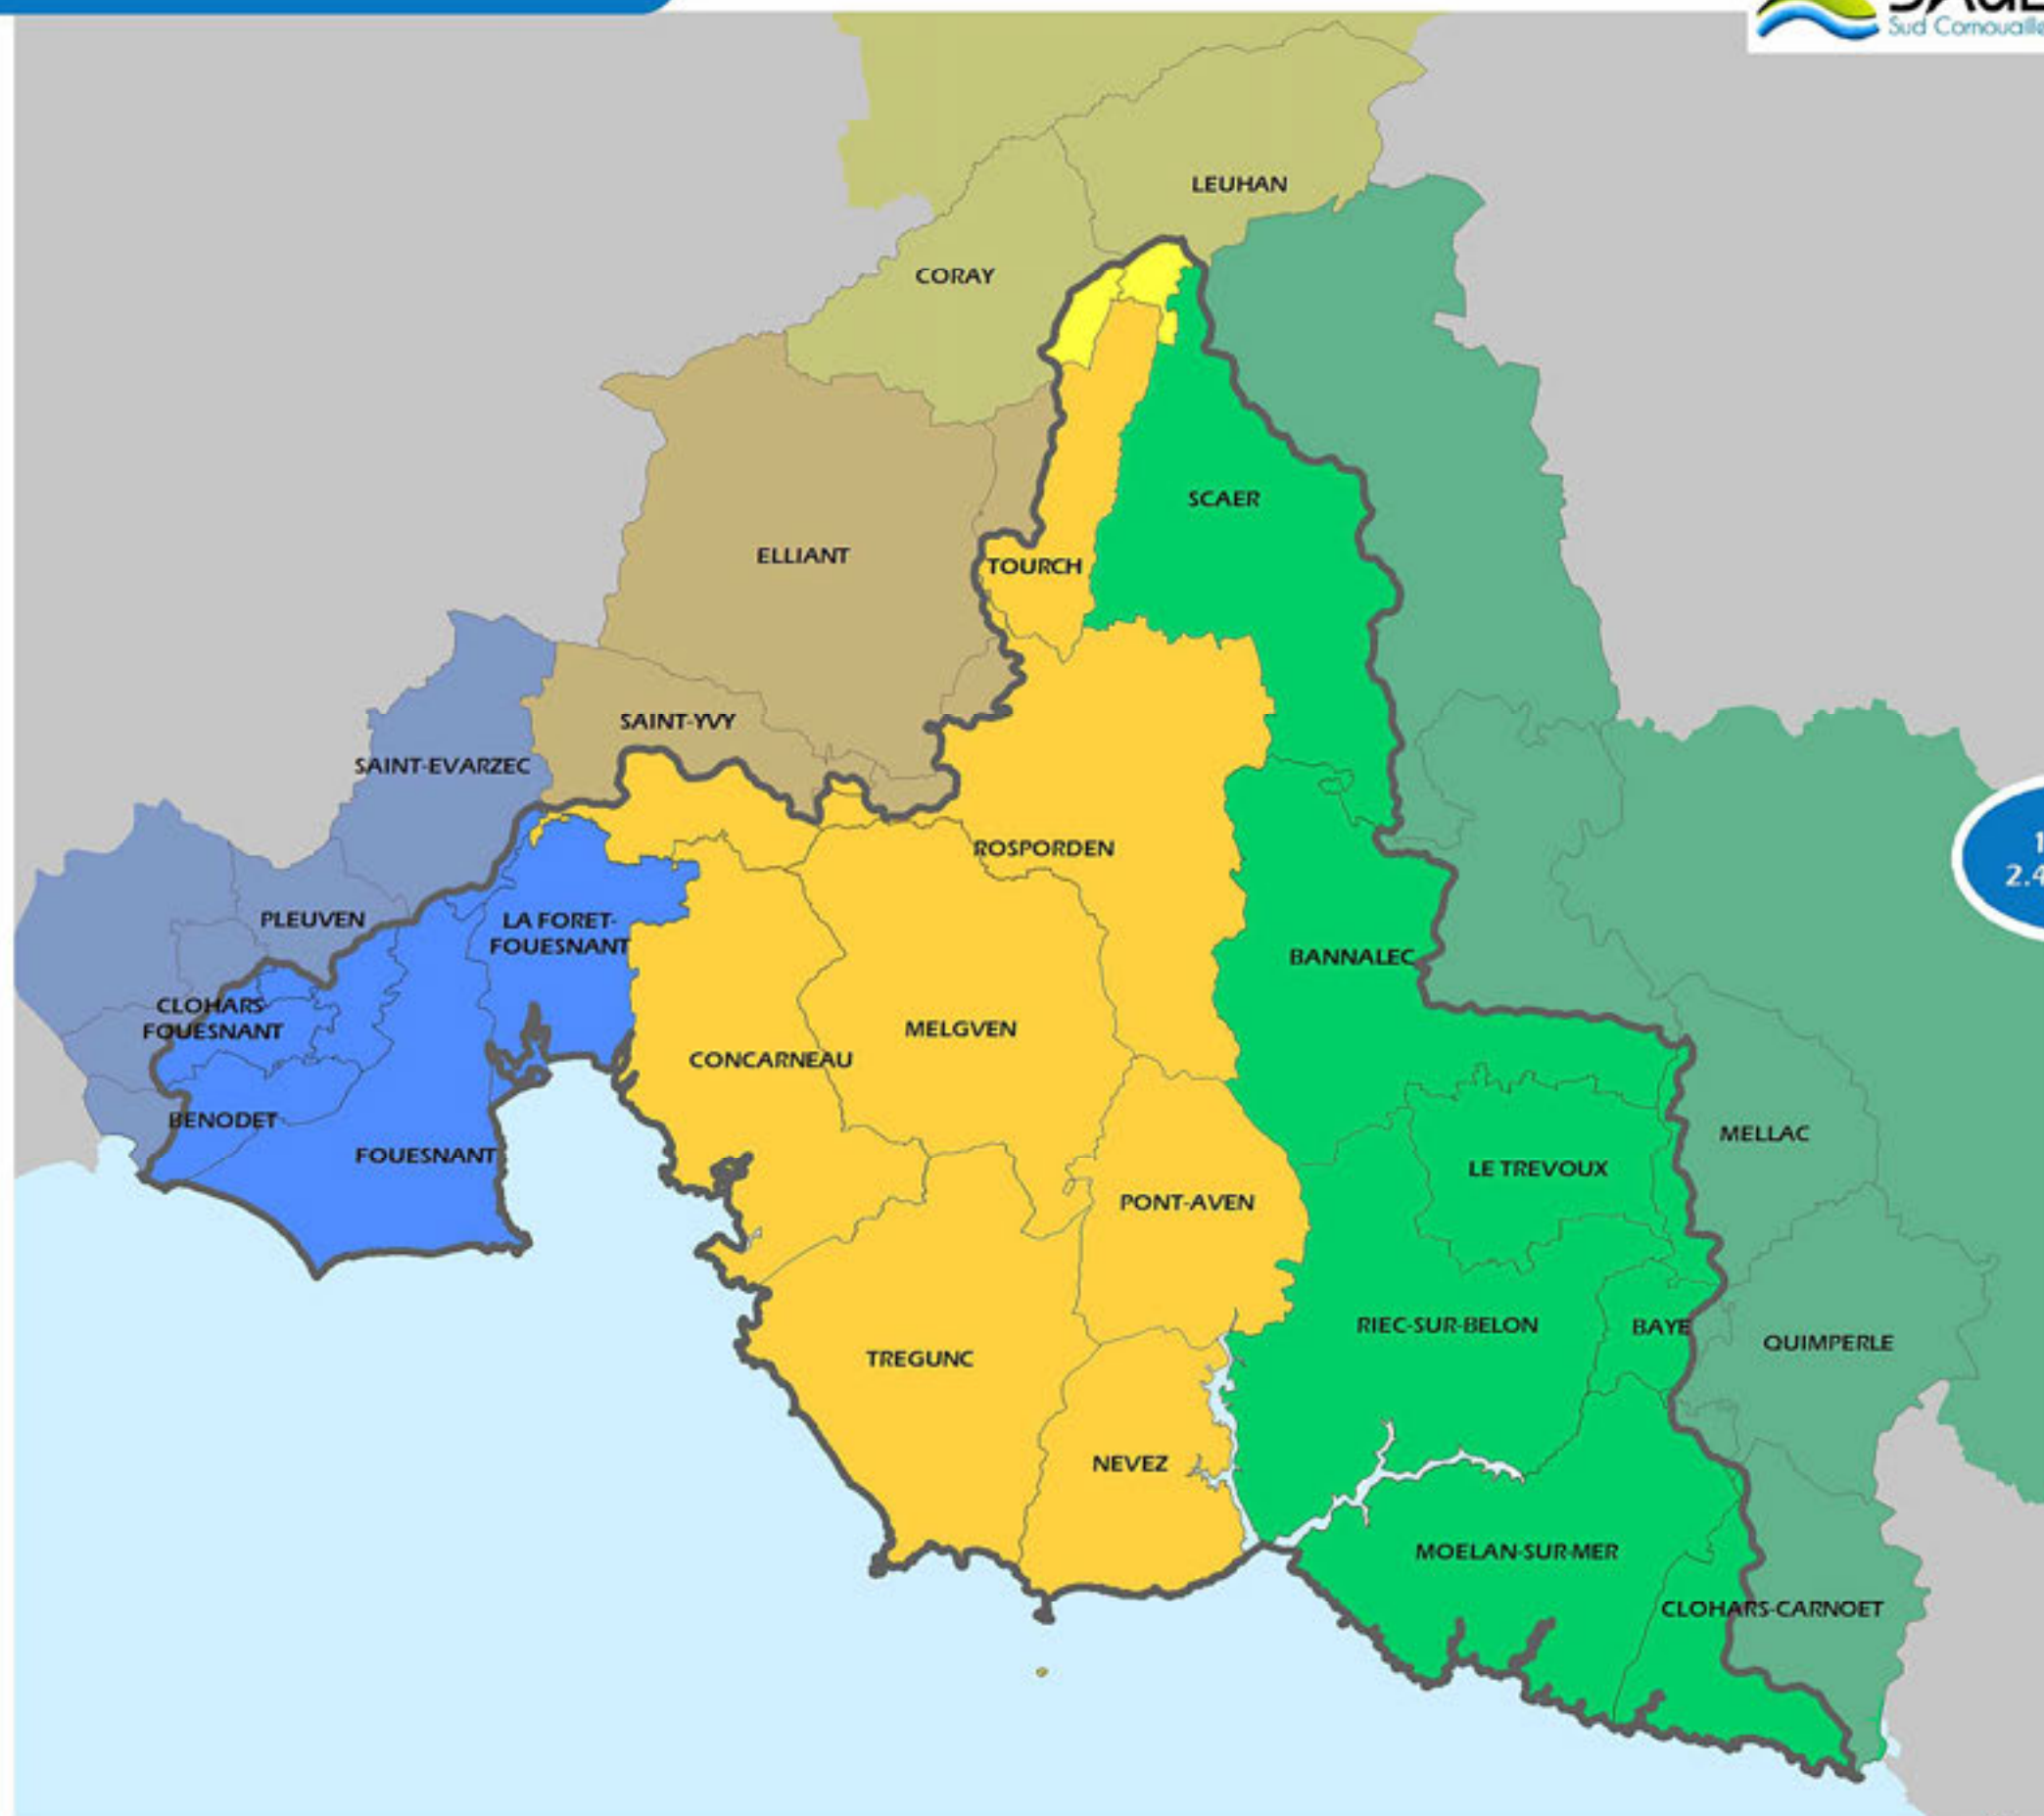 Sud Cornouaille
LEUHAN
CORAY
SCAER
ELLIANT
TOURCH
SAINT-YVY
SAINT-EVARZEC
ROSPORDEN
PLEUVEN
LA FORET-
FOUESNANT
BANNALEC
CLOHARS-
FOUESNANT
MELGVEN
CONCARNEAU
BENODET
MELLAC
FOUESNANT
LE TREVOUX
PONT-AVEN
RIEC-SUR-BELON
BAYE
QUIMPERLE
TREGUNC
NEVEZ
MOELAN-SUR-MER
CLOHARS-CARNOET